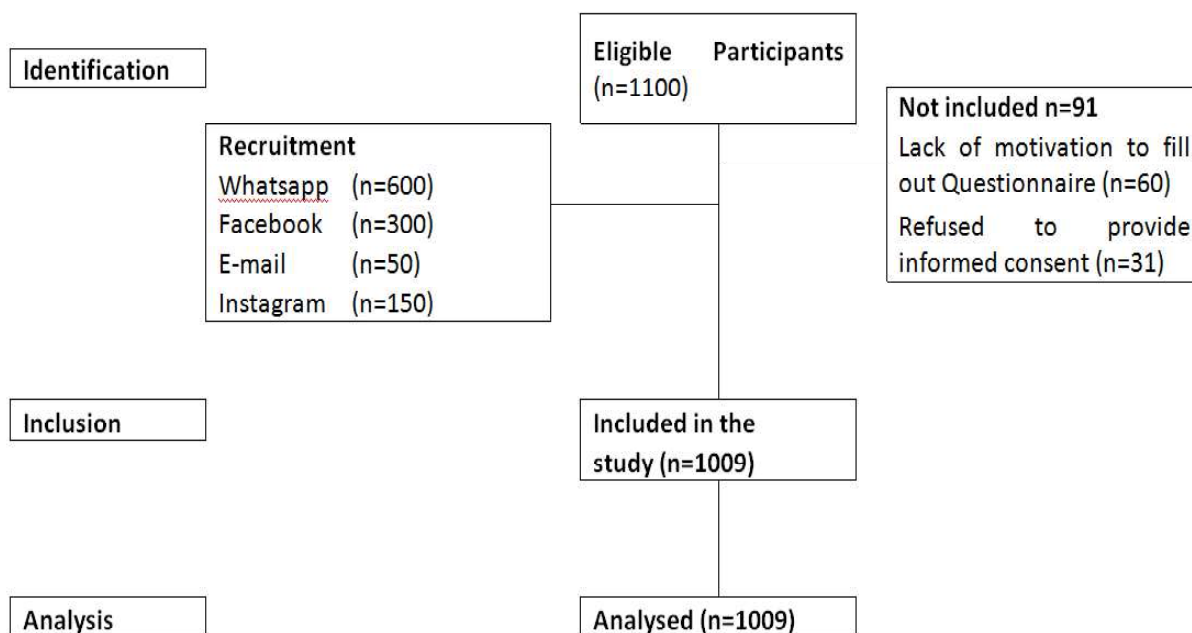 Identification
Eligible Participants
(n=1100)
Recruitment
Whatsapp (n=600)
Facebook (n=300)
E-mail (n=50)
Instagram (n=150)
Not included n=91
Lack of motivation to fill
out Questionnaire (n=60)
Refused to provide
informed consent (n=31)
Inclusion
Included in the
study (n=1009)
Analysis
Analysed (n=1009)